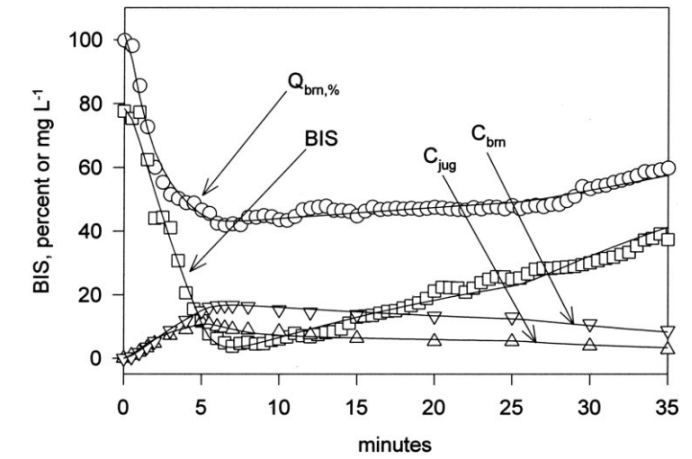 BIS, percent or mg L⁻¹
100
80
60
40
20
0
Q_brn,%
BIS
C_jug
C_brn
0 5 10 15 20 25 30 35
minutes